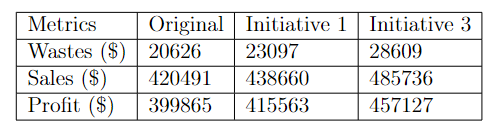 Metrics Original Initiative 1 Initiative 3
Wastes ($) 20626 23097 28609
Sales ($) 420491 438660 485736
Profit ($) 399865 415563 457127